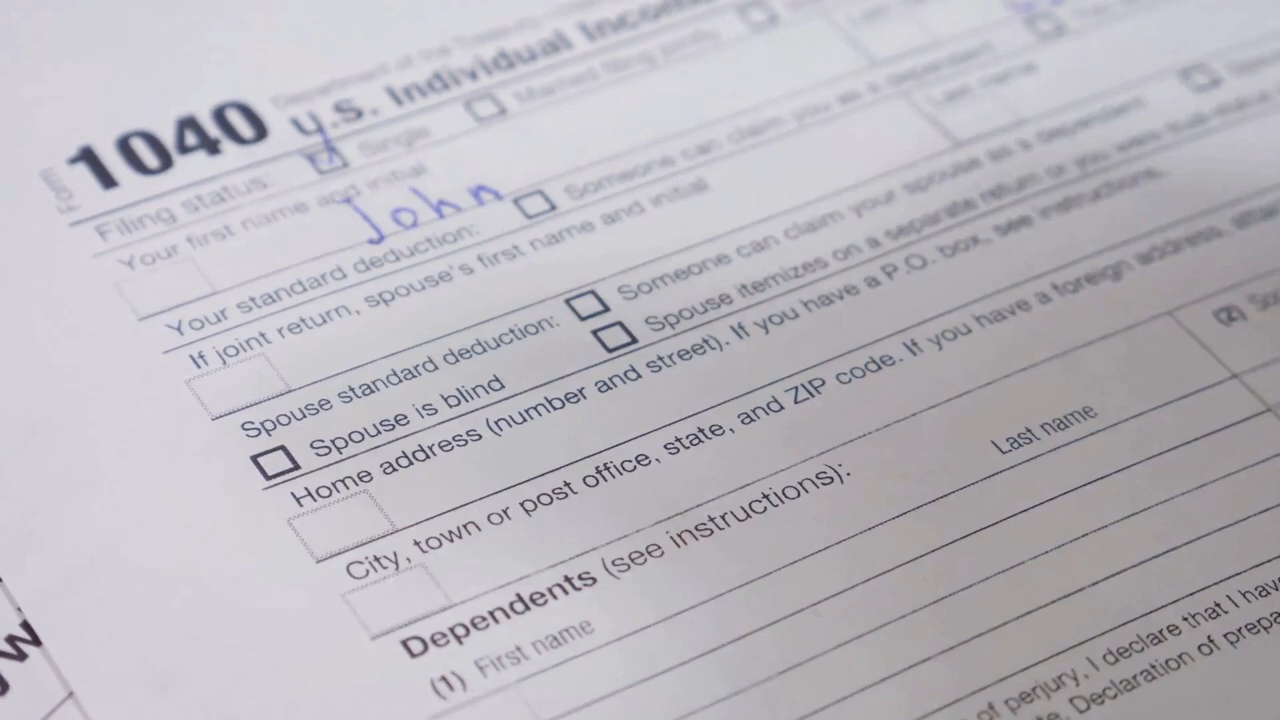 Form 1040 U.S. Individual Incom
Filing status: Single Married filing jointly
Your first name and initial Last name
John
Your standard deduction: Someone can claim you as a dependent
If joint return, spouse's first name and initial Last name
Spouse standard deduction: Someone can claim your spouse as a dependent
Spouse is blind Spouse itemizes on a separate return or you were dual-status
Home address (number and street). If you have a P.O. box, see instructions.
City, town or post office, state, and ZIP code. If you have a foreign address, attac
Dependents (see instructions): (2) So
(1) First name Last name
of perjury, I declare that I have
Declaration of prepa